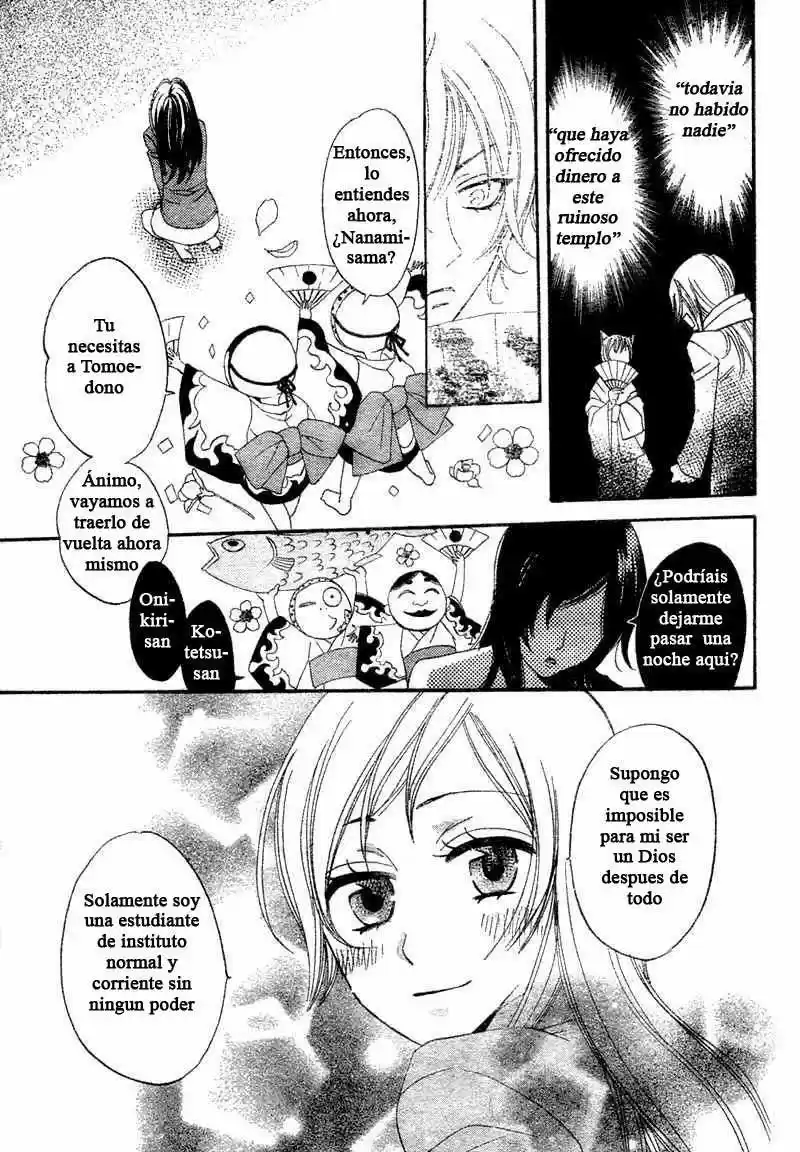 “todavia
no habido
nadie”
“que haya
ofrecido
dinero a
este
ruinoso
templo”
Entonces,
lo
entiendes
ahora,
¿Nanami-
sama?
Tu
necesitas
a Tomoe-
dono
Ánimo,
vayamos a
traerlo de
vuelta ahora
mismo
¿Podríais
solamente
dejarme
pasar una
noche aqui?
Ko-
tetsu-
san
Oni-
kiri-
san
Supongo
que es
imposible
para mi ser
un Dios
despues de
todo
Solamente soy
una estudiante
de instituto
normal y
corriente sin
ningun poder